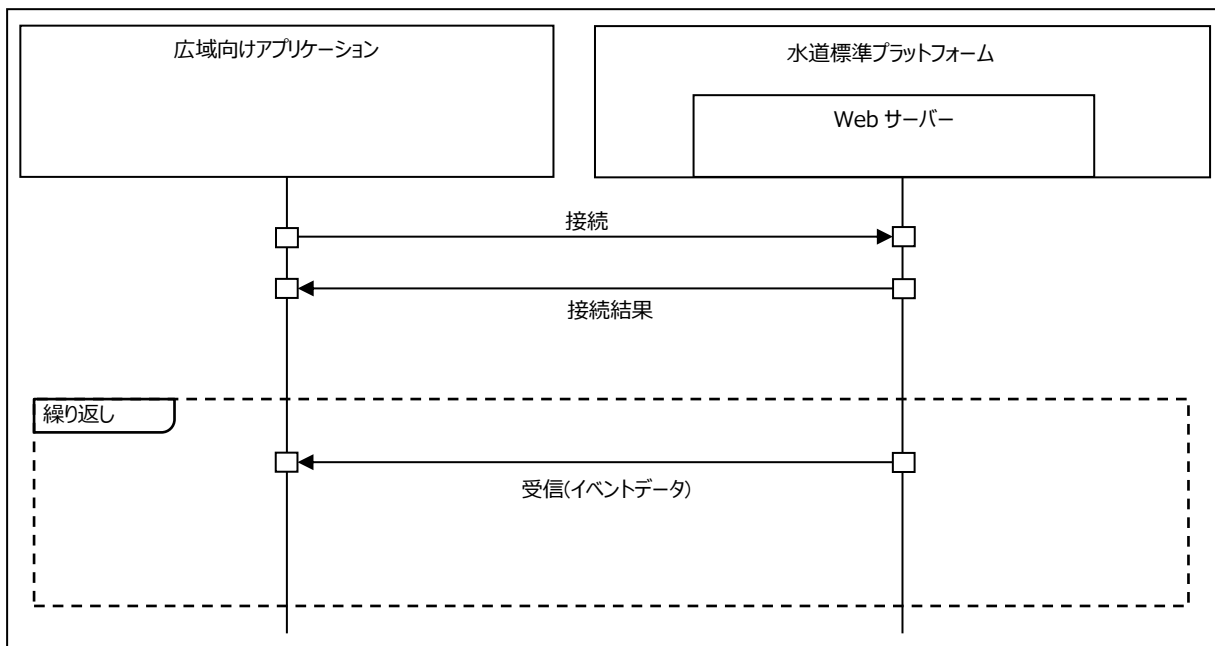 広域向けアプリケーション
水道標準プラットフォーム
Web サーバー
接続
接続結果
繰り返し
受信(イベントデータ)